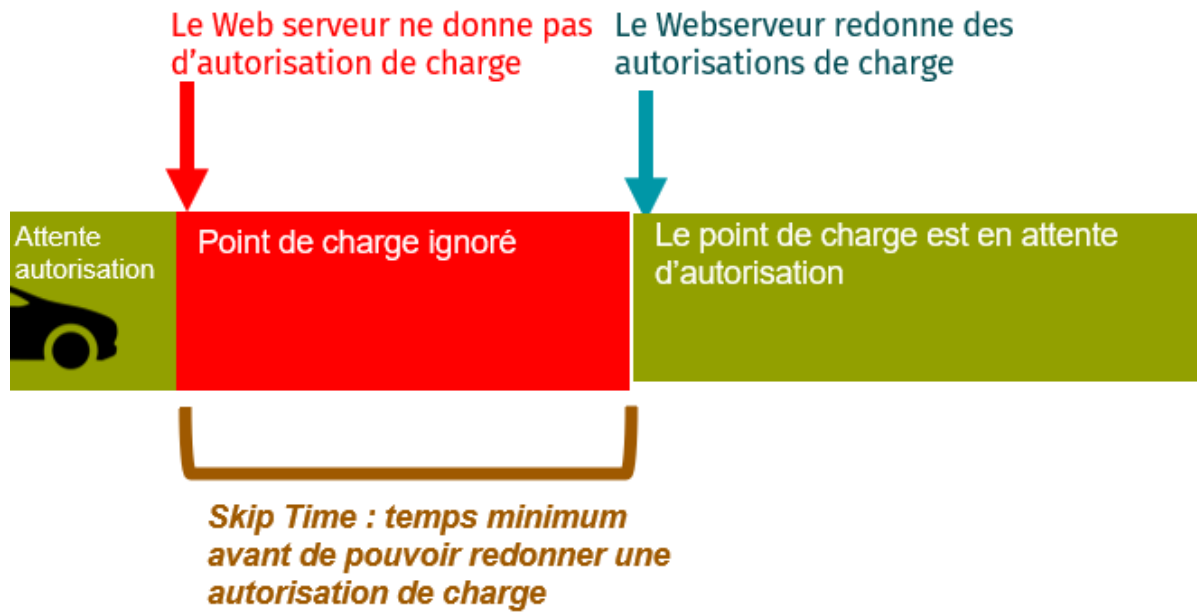 Le Web serveur ne donne pas
d’autorisation de charge
Le Webserveur redonne des
autorisations de charge
Attente
autorisation
Point de charge ignoré
Le point de charge est en attente
d’autorisation
Skip Time : temps minimum
avant de pouvoir redonner une
autorisation de charge